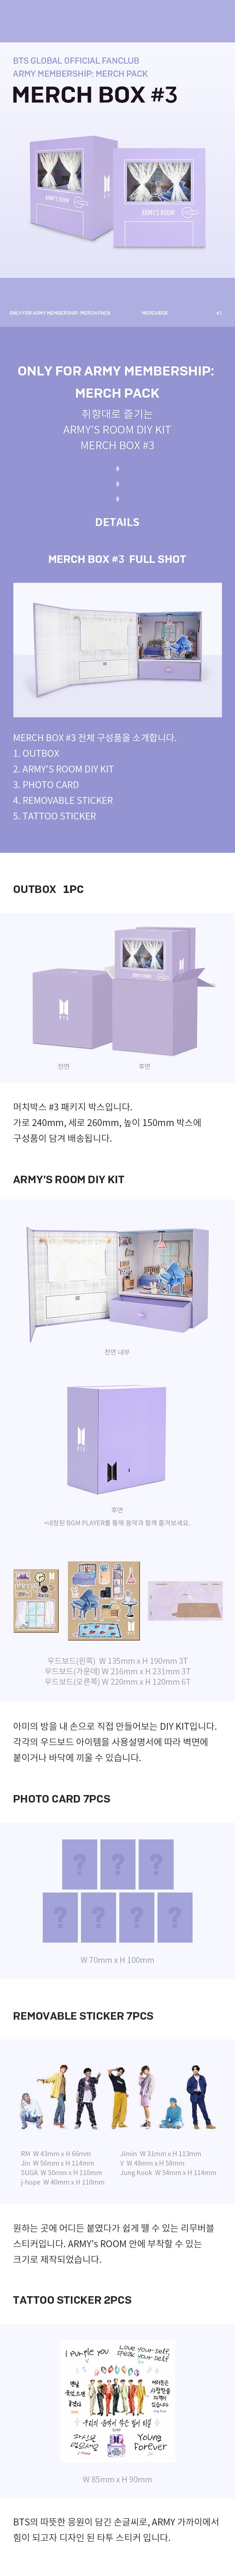 BTS GLOBAL OFFICIAL FANCLUB
ARMY MEMBERSHIP: MERCH PACK
MERCH BOX #3
ARMY'S ROOM
ARMY'S ROOM
ONLY FOR ARMY MEMBERSHIP: MERCH PACK
MERCHBOX
#3
ONLY FOR ARMY MEMBERSHIP:
MERCH PACK
취향대로 즐기는
ARMY'S ROOM DIY KIT
MERCH BOX #3
DETAILS
MERCH BOX #3 FULL SHOT
MERCH BOX #3 전체 구성품을 소개합니다.
1. OUTBOX
2. ARMY'S ROOM DIY KIT
3. PHOTO CARD
4. REMOVABLE STICKER
5. TATTOO STICKER
OUTBOX 1PC
BTS
전면
후면
머치박스 #3 패키지 박스입니다.
가로 240mm, 세로 260mm, 높이 150mm 박스에
구성품이 담겨 배송됩니다.
ARMY'S ROOM DIY KIT
전면 내부
BTS
후면
*내장된 BGM PLAYER를 통해 음악과 함께 즐겨보세요.
우드보드(왼쪽) W 135mm x H 190mm 3T
우드보드(가운데) W 216mm x H 231mm 3T
우드보드(오른쪽) W 220mm x H 120mm 6T
아미의 방을 내 손으로 직접 만들어보는 DIY KIT입니다.
각각의 우드보드 아이템을 사용설명서에 따라 벽면에
붙이거나 바닥에 끼울 수 있습니다.
PHOTO CARD 7PCS
? ? ?
? ? ? ?
W 70mm x H 100mm
REMOVABLE STICKER 7PCS
RM W 43mm x H 66mm
Jin W 56mm x H 114mm
SUGA W 50mm x H 110mm
j-hope W 40mm x H 110mm
Jimin W 31mm x H 113mm
V W 48mm x H 58mm
Jung Kook W 54mm x H 114mm
원하는 곳에 어디든 붙였다가 쉽게 뗄 수 있는 리무버블
스티커입니다. ARMY's ROOM 안에 부착할 수 있는
크기로 제작되었습니다.
TATTOO STICKER 2PCS
I Purple you
Love your self
speak your self
Young
Forever
W 85mm x H 90mm
BTS의 따뜻한 응원이 담긴 손글씨로, ARMY 가까이에서
힘이 되고자 디자인 된 타투 스티커 입니다.